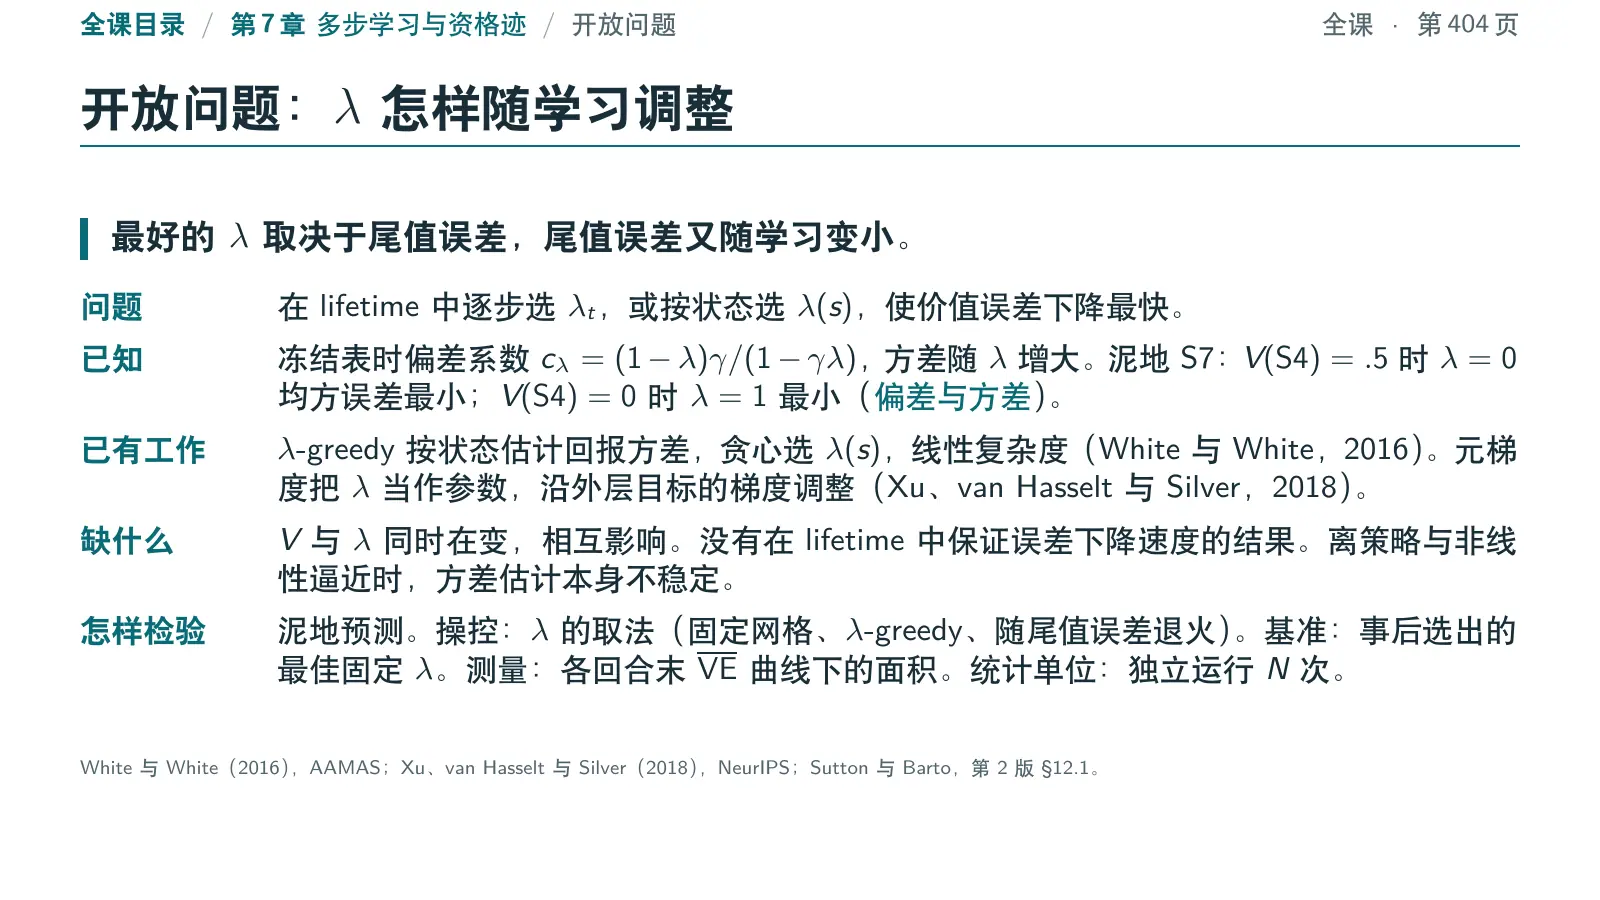 全课目录 / 第 7 章 多步学习与资格迹 / 开放问题
全课 · 第 404 页
开放问题：λ 怎样随学习调整
最好的 λ 取决于尾值误差，尾值误差又随学习变小。
问题 在 lifetime 中逐步选 λₜ，或按状态选 λ(s)，使价值误差下降最快。
已知 冻结表时偏差系数 c_λ = (1 − λ)γ/(1 − γλ)，方差随 λ 增大。泥地 S7：V(S4) = .5 时 λ = 0
均方误差最小；V(S4) = 0 时 λ = 1 最小（偏差与方差）。
已有工作 λ-greedy 按状态估计回报方差，贪心选 λ(s)，线性复杂度（White 与 White，2016）。元梯
度把 λ 当作参数，沿外层目标的梯度调整（Xu、van Hasselt 与 Silver，2018）。
缺什么 V 与 λ 同时在变，相互影响。没有在 lifetime 中保证误差下降速度的结果。离策略与非线
性逼近时，方差估计本身不稳定。
怎样检验 泥地预测。操控：λ 的取法（固定网格、λ-greedy、随尾值误差退火）。基准：事后选出的
最佳固定 λ。测量：各回合末 V̅E̅ 曲线下的面积。统计单位：独立运行 N 次。
White 与 White（2016），AAMAS；Xu、van Hasselt 与 Silver（2018），NeurIPS；Sutton 与 Barto，第 2 版 §12.1。